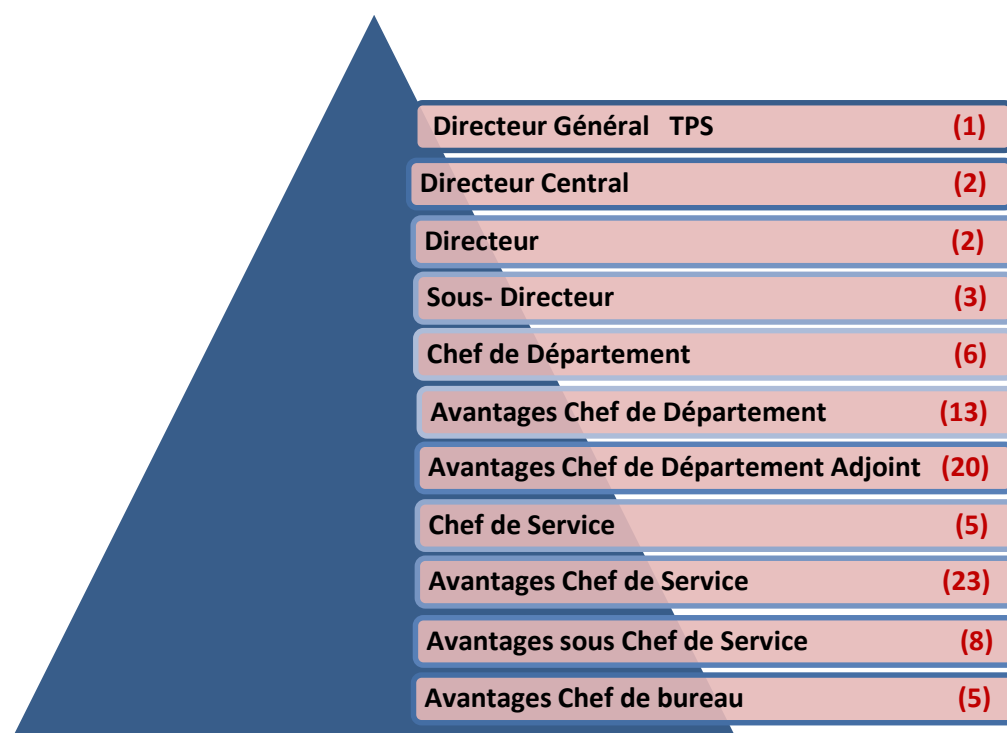 Directeur Général TPS (1)
Directeur Central (2)
Directeur (2)
Sous- Directeur (3)
Chef de Département (6)
Avantages Chef de Département (13)
Avantages Chef de Département Adjoint (20)
Chef de Service (5)
Avantages Chef de Service (23)
Avantages sous Chef de Service (8)
Avantages Chef de bureau (5)